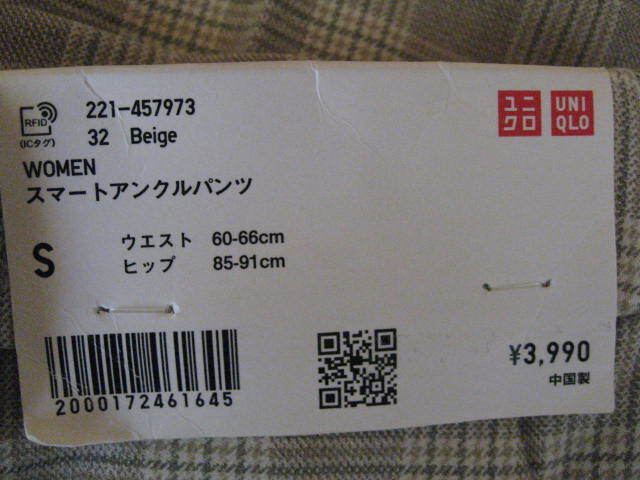 RFID
(ICタグ)
221-457973
32 Beige
ユニクロ
UNIQLO
WOMEN
スマートアンクルパンツ
S
ウエスト 60-66cm
ヒップ 85-91cm
2000172461645
¥3,990
中国製